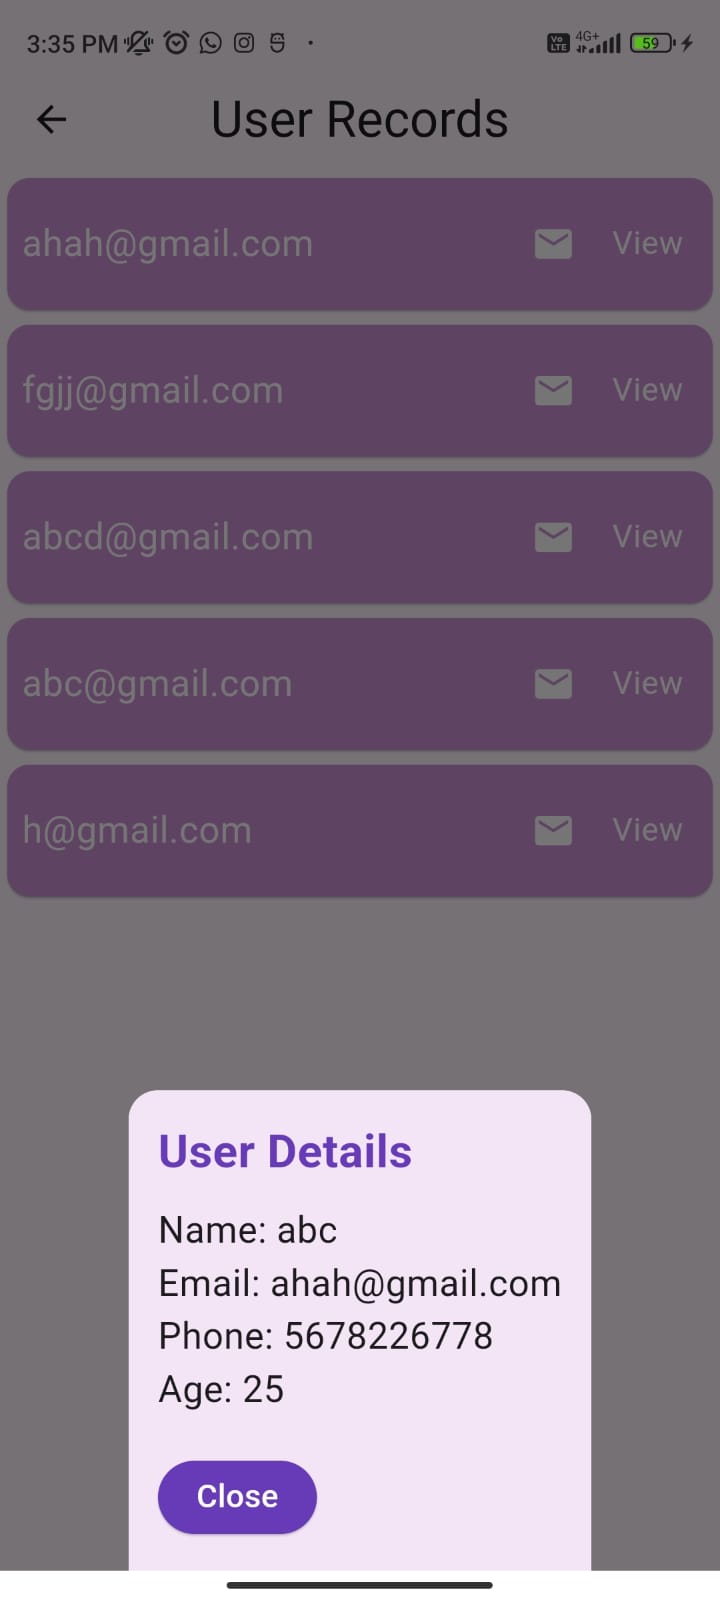 3:35 PM
Vo LTE 4G+ 59
User Records
ahah@gmail.com View
fgjj@gmail.com View
abcd@gmail.com View
abc@gmail.com View
h@gmail.com View
User Details
Name: abc
Email: ahah@gmail.com
Phone: 5678226778
Age: 25
Close